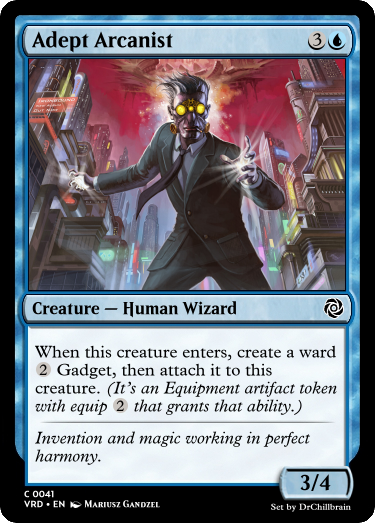 Adept Arcanist 3
Creature — Human Wizard
When this creature enters, create a ward
2 Gadget, then attach it to this
creature. (It's an Equipment artifact token
with equip 2 that grants that ability.)
Invention and magic working in perfect
harmony.
3/4
C 0041
VRD • EN Mariusz Gandzel
Set by DrChillbrain